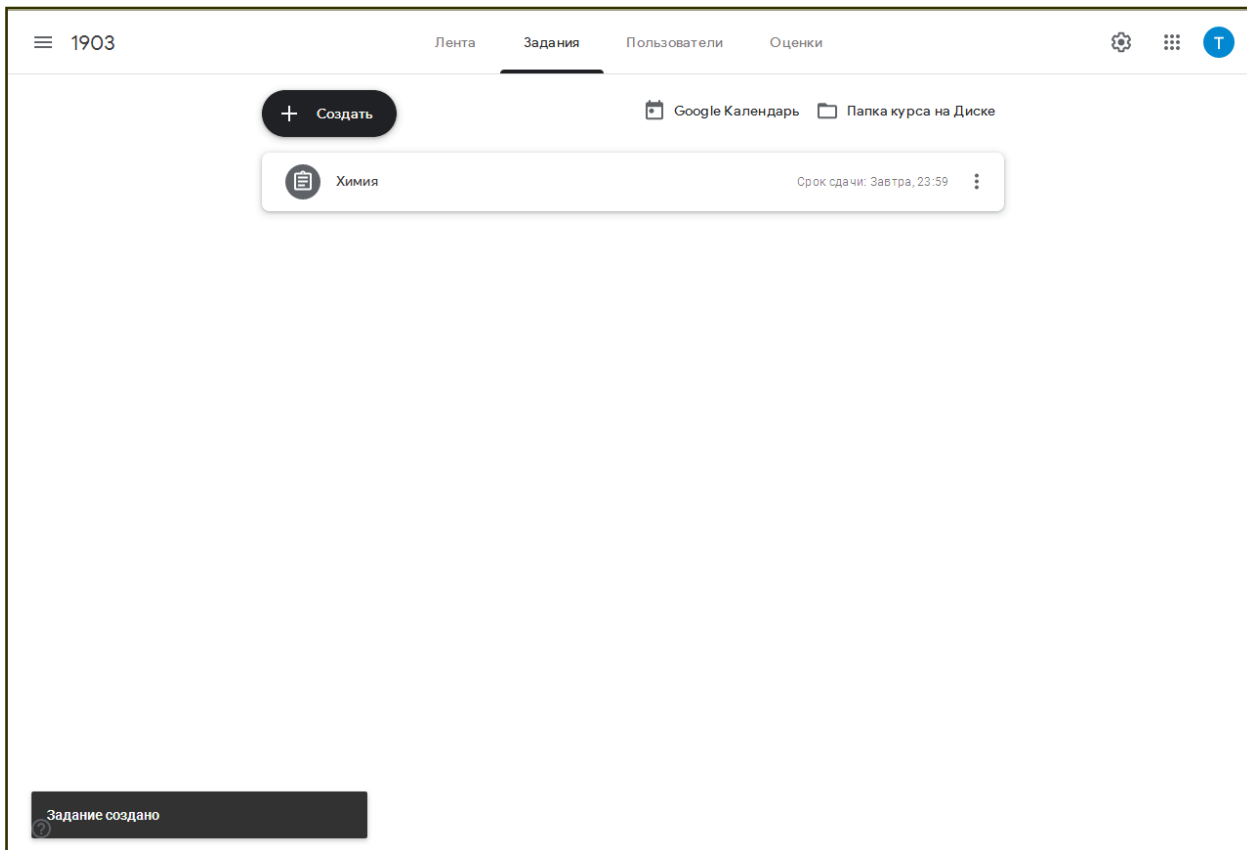 1903
Лента Задания Пользователи Оценки
Т
Создать
Google Календарь Папка курса на Диске
Химия
Срок сдачи: Завтра, 23:59
Задание создано